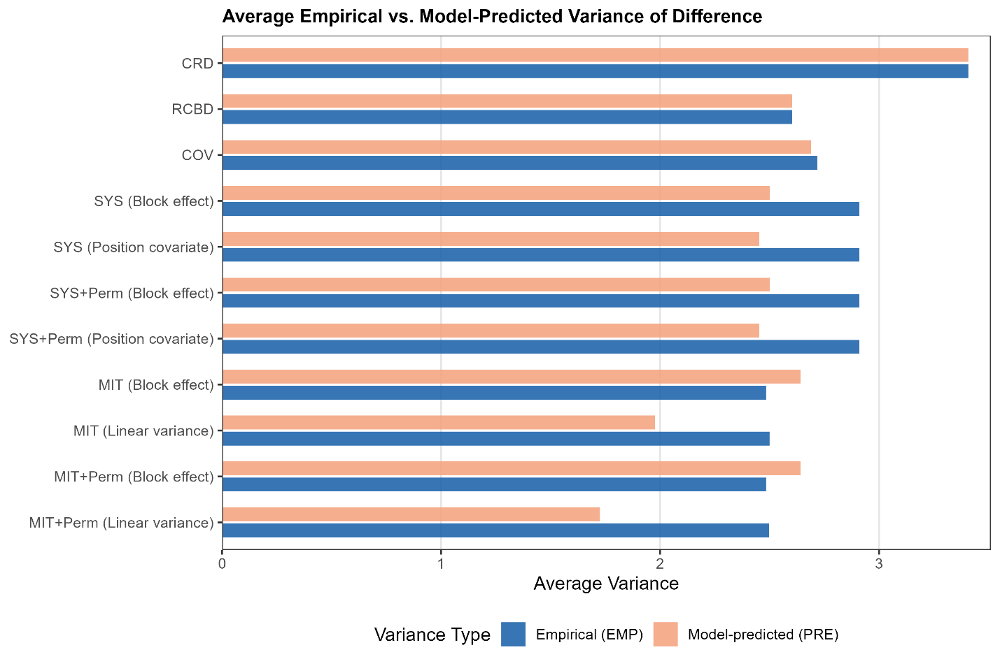 Average Empirical vs. Model-Predicted Variance of Difference
CRD
RCBD
COV
SYS (Block effect)
SYS (Position covariate)
SYS+Perm (Block effect)
SYS+Perm (Position covariate)
MIT (Block effect)
MIT (Linear variance)
MIT+Perm (Block effect)
MIT+Perm (Linear variance)
0 1 2 3
Average Variance
Variance Type Empirical (EMP) Model-predicted (PRE)